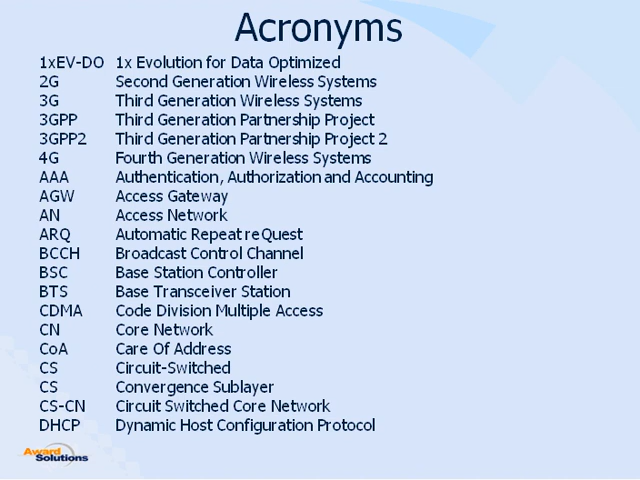 Acronyms
1xEV-DO 1x Evolution for Data Optimized
2G Second Generation Wireless Systems
3G Third Generation Wireless Systems
3GPP Third Generation Partnership Project
3GPP2 Third Generation Partnership Project 2
4G Fourth Generation Wireless Systems
AAA Authentication, Authorization and Accounting
AGW Access Gateway
AN Access Network
ARQ Automatic Repeat reQuest
BCCH Broadcast Control Channel
BSC Base Station Controller
BTS Base Transceiver Station
CDMA Code Division Multiple Access
CN Core Network
CoA Care Of Address
CS Circuit-Switched
CS Convergence Sublayer
CS-CN Circuit Switched Core Network
DHCP Dynamic Host Configuration Protocol
Award
Solutions